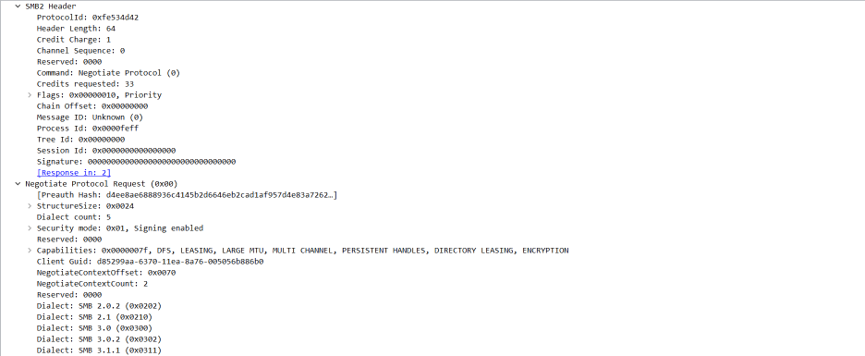 SMB2 Header
ProtocolId: 0xfe534d42
Header Length: 64
Credit Charge: 1
Channel Sequence: 0
Reserved: 0000
Command: Negotiate Protocol (0)
Credits requested: 33
Flags: 0x00000010, Priority
Chain Offset: 0x00000000
Message ID: Unknown (0)
Process Id: 0x0000feff
Tree Id: 0x00000000
Session Id: 0x0000000000000000
Signature: 00000000000000000000000000000000
[Response in: 2]
Negotiate Protocol Request (0x00)
[Preauth Hash: d4ee8ae6888936c4145b2d6646eb2cad1af957d4e83a7262…]
StructureSize: 0x0024
Dialect count: 5
Security mode: 0x01, Signing enabled
Reserved: 0000
Capabilities: 0x0000007f, DFS, LEASING, LARGE MTU, MULTI CHANNEL, PERSISTENT HANDLES, DIRECTORY LEASING, ENCRYPTION
Client Guid: d85299aa-6370-11ea-8a76-005056b886b0
NegotiateContextOffset: 0x0070
NegotiateContextCount: 2
Reserved: 0000
Dialect: SMB 2.0.2 (0x0202)
Dialect: SMB 2.1 (0x0210)
Dialect: SMB 3.0 (0x0300)
Dialect: SMB 3.0.2 (0x0302)
Dialect: SMB 3.1.1 (0x0311)